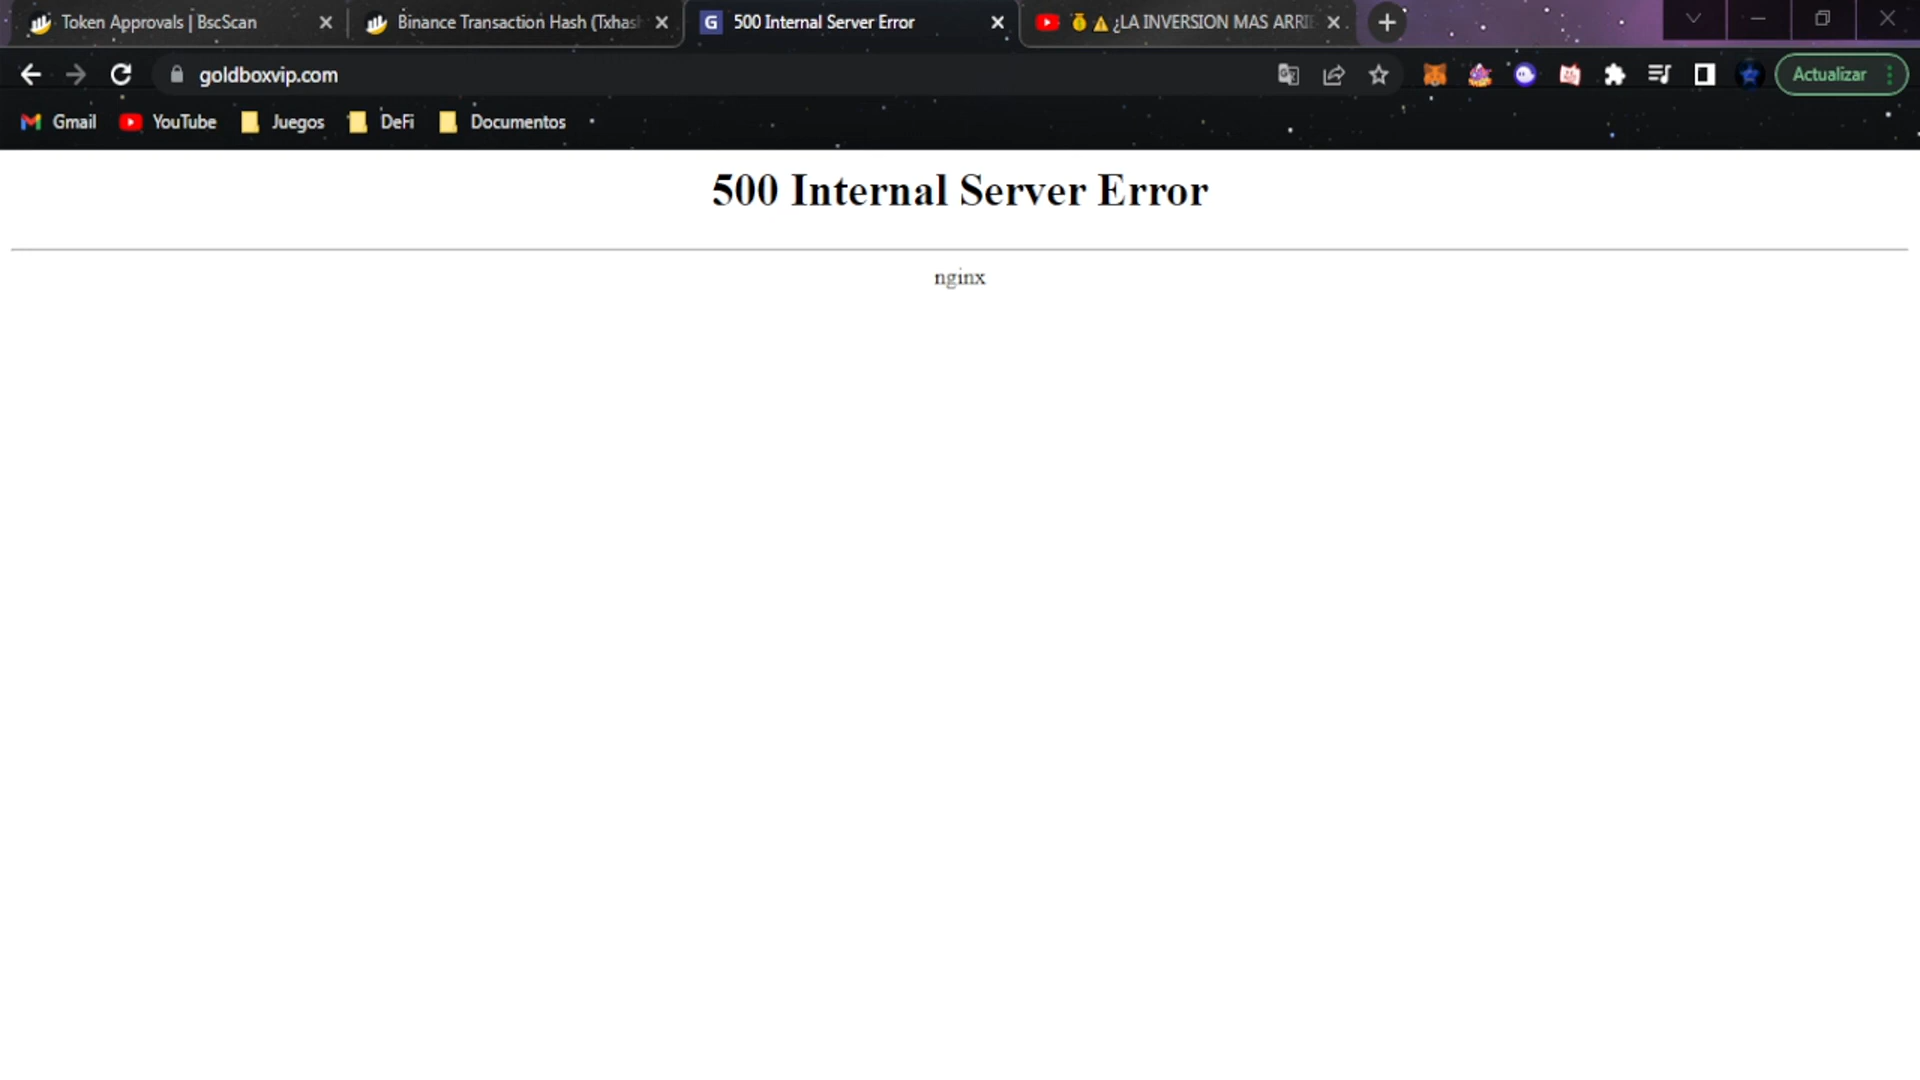 Token Approvals | BscScan
Binance Transaction Hash (Txhas
500 Internal Server Error
¿LA INVERSION MAS ARRIE
goldboxvip.com
Actualizar
Gmail
YouTube
Juegos
DeFi
Documentos
500 Internal Server Error
nginx